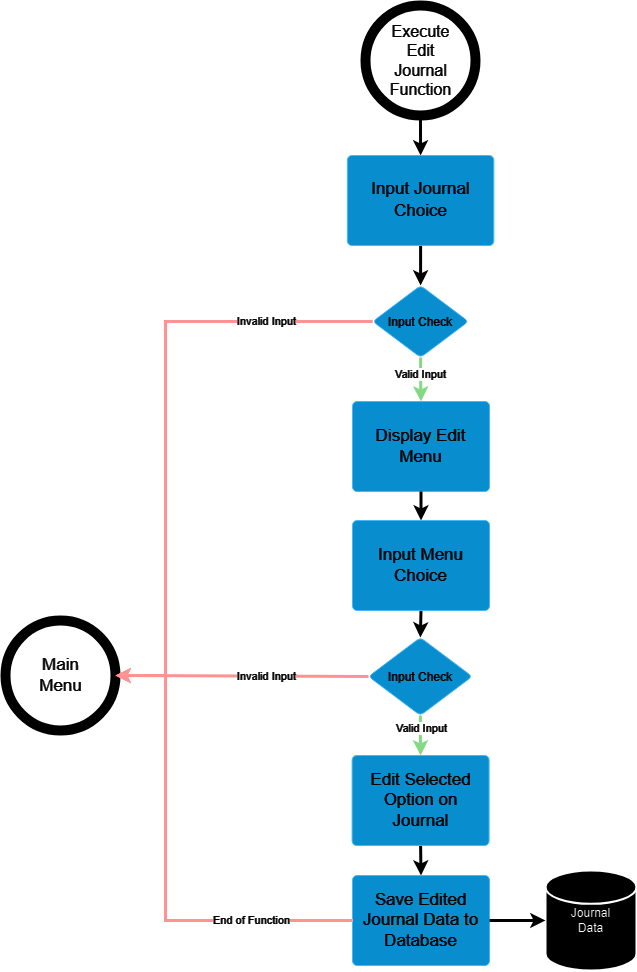 Execute
Edit
Journal
Function
Input Journal
Choice
Invalid Input
Input Check
Valid Input
Display Edit
Menu
Input Menu
Choice
Main
Menu
Invalid Input
Input Check
Valid Input
Edit Selected
Option on
Journal
Save Edited
Journal Data to
Database
End of Function
Journal
Data